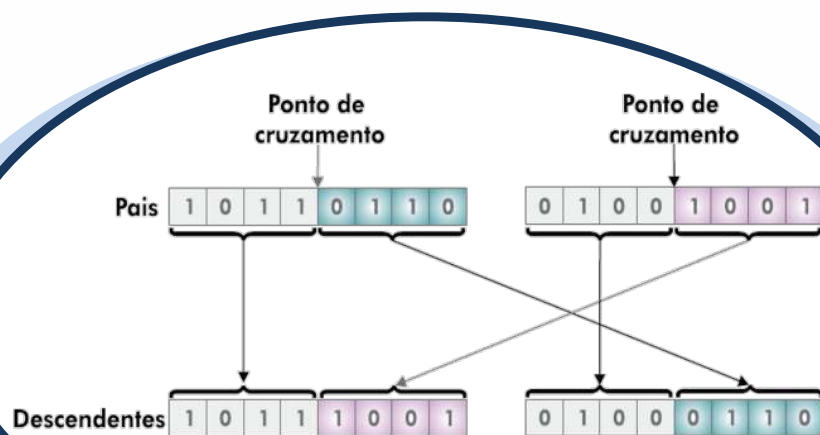 Ponto de Ponto de
cruzamento cruzamento
Pais 1 0 1 1 0 1 1 0 0 1 0 0 1 0 0 1
Descendentes 1 0 1 1 1 0 0 1 0 1 0 0 0 1 1 0